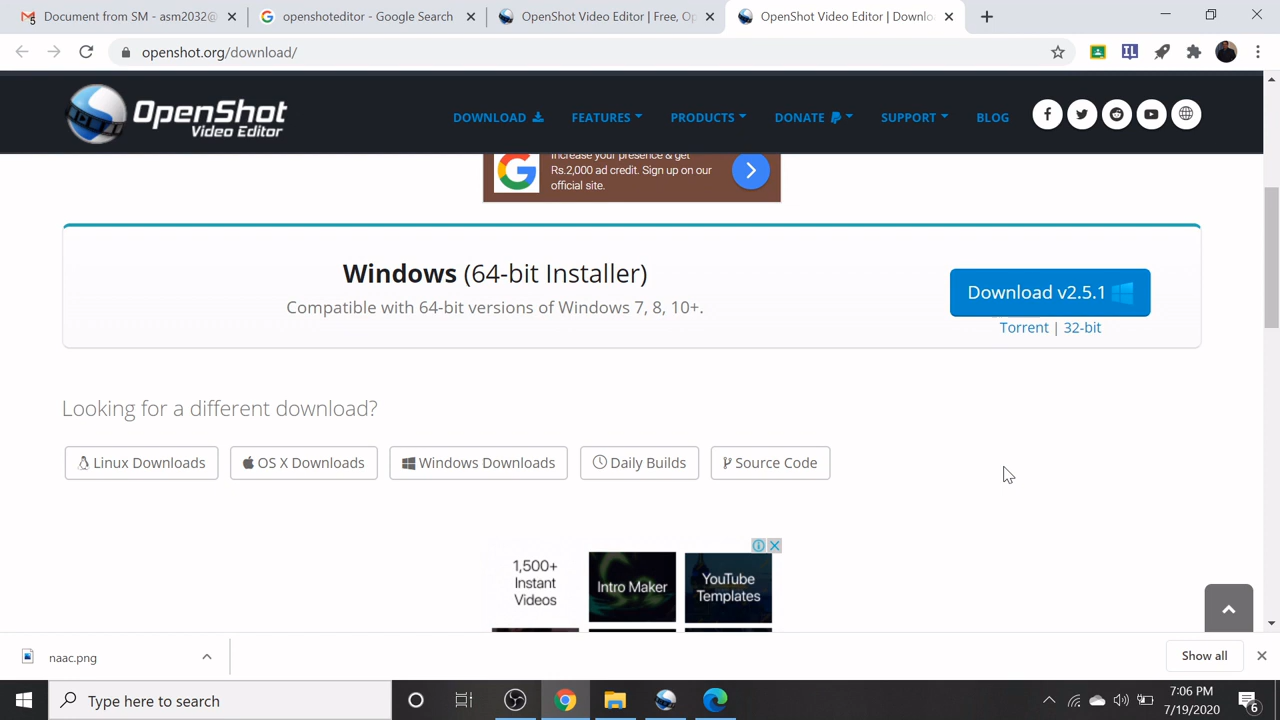 Document from SM - asm2032@
openshoteditor - Google Search
OpenShot Video Editor | Free, Op
OpenShot Video Editor | Downlo
openshot.org/download/
IL
OpenShot
Video Editor
DOWNLOAD
FEATURES
PRODUCTS
DONATE
SUPPORT
BLOG
Increase your presence & get
Rs.2,000 ad credit. Sign up on our
official site.
Windows (64-bit Installer)
Compatible with 64-bit versions of Windows 7, 8, 10+.
Download v2.5.1
Torrent | 32-bit
Looking for a different download?
Linux Downloads
OS X Downloads
Windows Downloads
Daily Builds
Source Code
1,500+
Instant
Videos
Intro Maker
YouTube
Templates
naac.png
Show all
Type here to search
7:06 PM
7/19/2020
6